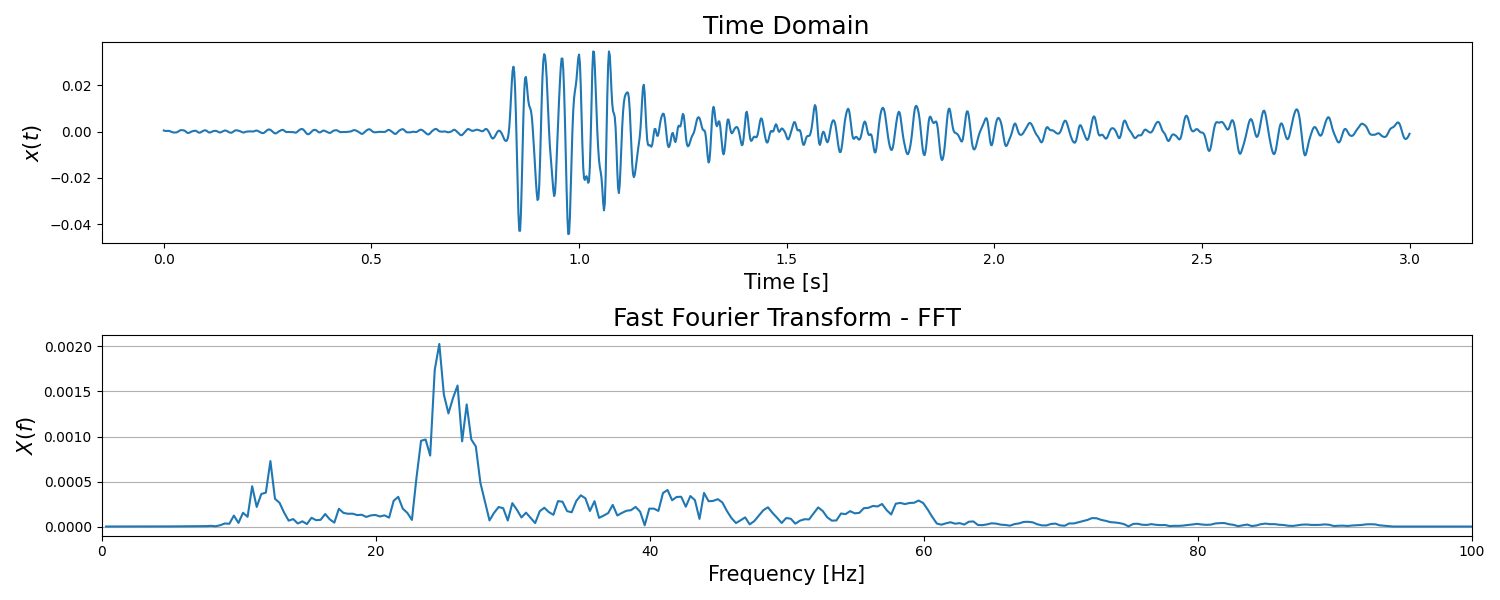 Time Domain
x(t)
0.02
0.00
−0.02
−0.04
0.0 0.5 1.0 1.5 2.0 2.5 3.0
Time [s]
Fast Fourier Transform - FFT
X(f)
0.0020
0.0015
0.0010
0.0005
0.0000
0 20 40 60 80 100
Frequency [Hz]